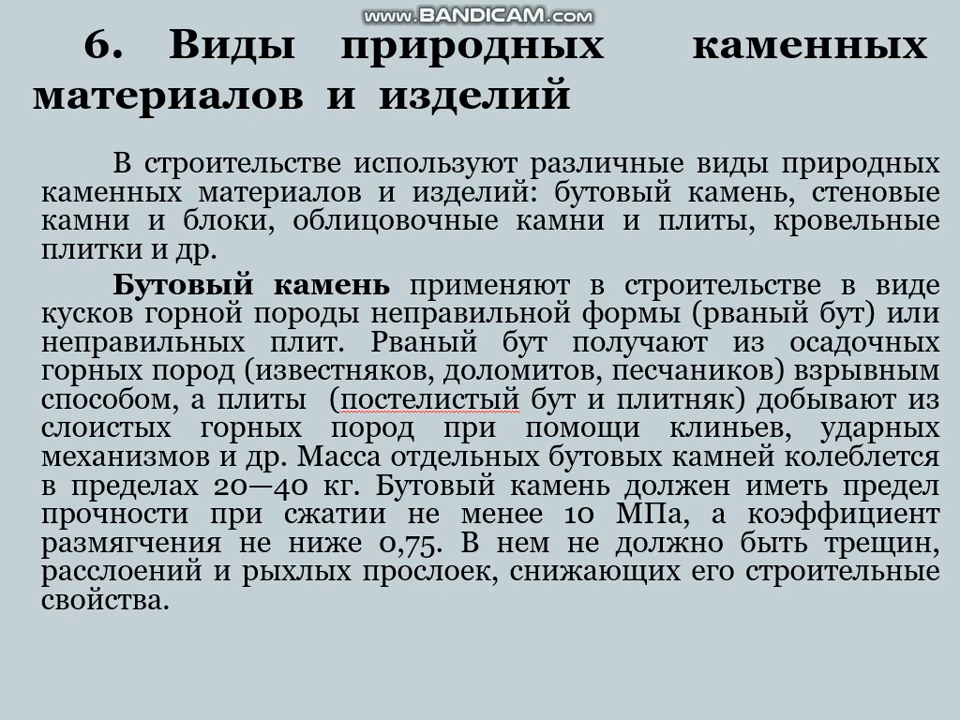 www.BANDICAM.com
6. Виды природных каменных
материалов и изделий
В строительстве используют различные виды природных
каменных материалов и изделий: бутовый камень, стеновые
камни и блоки, облицовочные камни и плиты, кровельные
плитки и др.
Бутовый камень применяют в строительстве в виде
кусков горной породы неправильной формы (рваный бут) или
неправильных плит. Рваный бут получают из осадочных
горных пород (известняков, доломитов, песчаников) взрывным
способом, а плиты (постелистый бут и плитняк) добывают из
слоистых горных пород при помощи клиньев, ударных
механизмов и др. Масса отдельных бутовых камней колеблется
в пределах 20—40 кг. Бутовый камень должен иметь предел
прочности при сжатии не менее 10 МПа, а коэффициент
размягчения не ниже 0,75. В нем не должно быть трещин,
расслоений и рыхлых прослоек, снижающих его строительные
свойства.